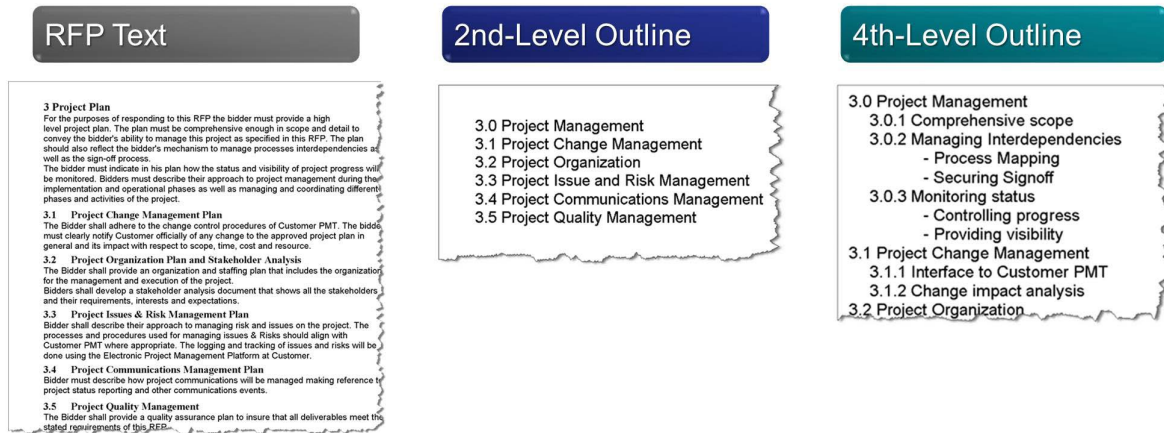 RFP Text
3 Project Plan
For the purposes of responding to this RFP the bidder must provide a high
level project plan. The plan must be comprehensive enough in scope and detail to
convey the bidder's ability to manage this project as specified in this RFP. The plan
should also reflect the bidder's mechanism to manage processes interdependencies as
well as the sign-off process.
The bidder must indicate in his plan how the status and visibility of project progress will
be monitored. Bidders must describe their approach to project management during the
implementation and operational phases as well as managing and coordinating different
phases and activities of the project.
3.1 Project Change Management Plan
The Bidder shall adhere to the change control procedures of Customer PMT. The bidde
must clearly notify Customer officially of any change to the approved project plan in
general and its impact with respect to scope, time, cost and resource.
3.2 Project Organization Plan and Stakeholder Analysis
The Bidder shall provide an organization and staffing plan that includes the organization
for the management and execution of the project.
Bidders shall develop a stakeholder analysis document that shows all the stakeholders
and their requirements, interests and expectations.
3.3 Project Issues & Risk Management Plan
Bidder shall describe their approach to managing risk and issues on the project. The
processes and procedures used for managing issues & Risks should align with
Customer PMT where appropriate. The logging and tracking of issues and risks will be
done using the Electronic Project Management Platform at Customer.
3.4 Project Communications Management Plan
Bidder must describe how project communications will be managed making reference to
project status reporting and other communications events.
3.5 Project Quality Management
The Bidder shall provide a quality assurance plan to insure that all deliverables meet the
stated requirements of this RFP
2nd-Level Outline
3.0 Project Management
3.1 Project Change Management
3.2 Project Organization
3.3 Project Issue and Risk Management
3.4 Project Communications Management
3.5 Project Quality Management
4th-Level Outline
3.0 Project Management
3.0.1 Comprehensive scope
3.0.2 Managing Interdependencies
- Process Mapping
- Securing Signoff
3.0.3 Monitoring status
- Controlling progress
- Providing visibility
3.1 Project Change Management
3.1.1 Interface to Customer PMT
3.1.2 Change impact analysis
3.2 Project Organization